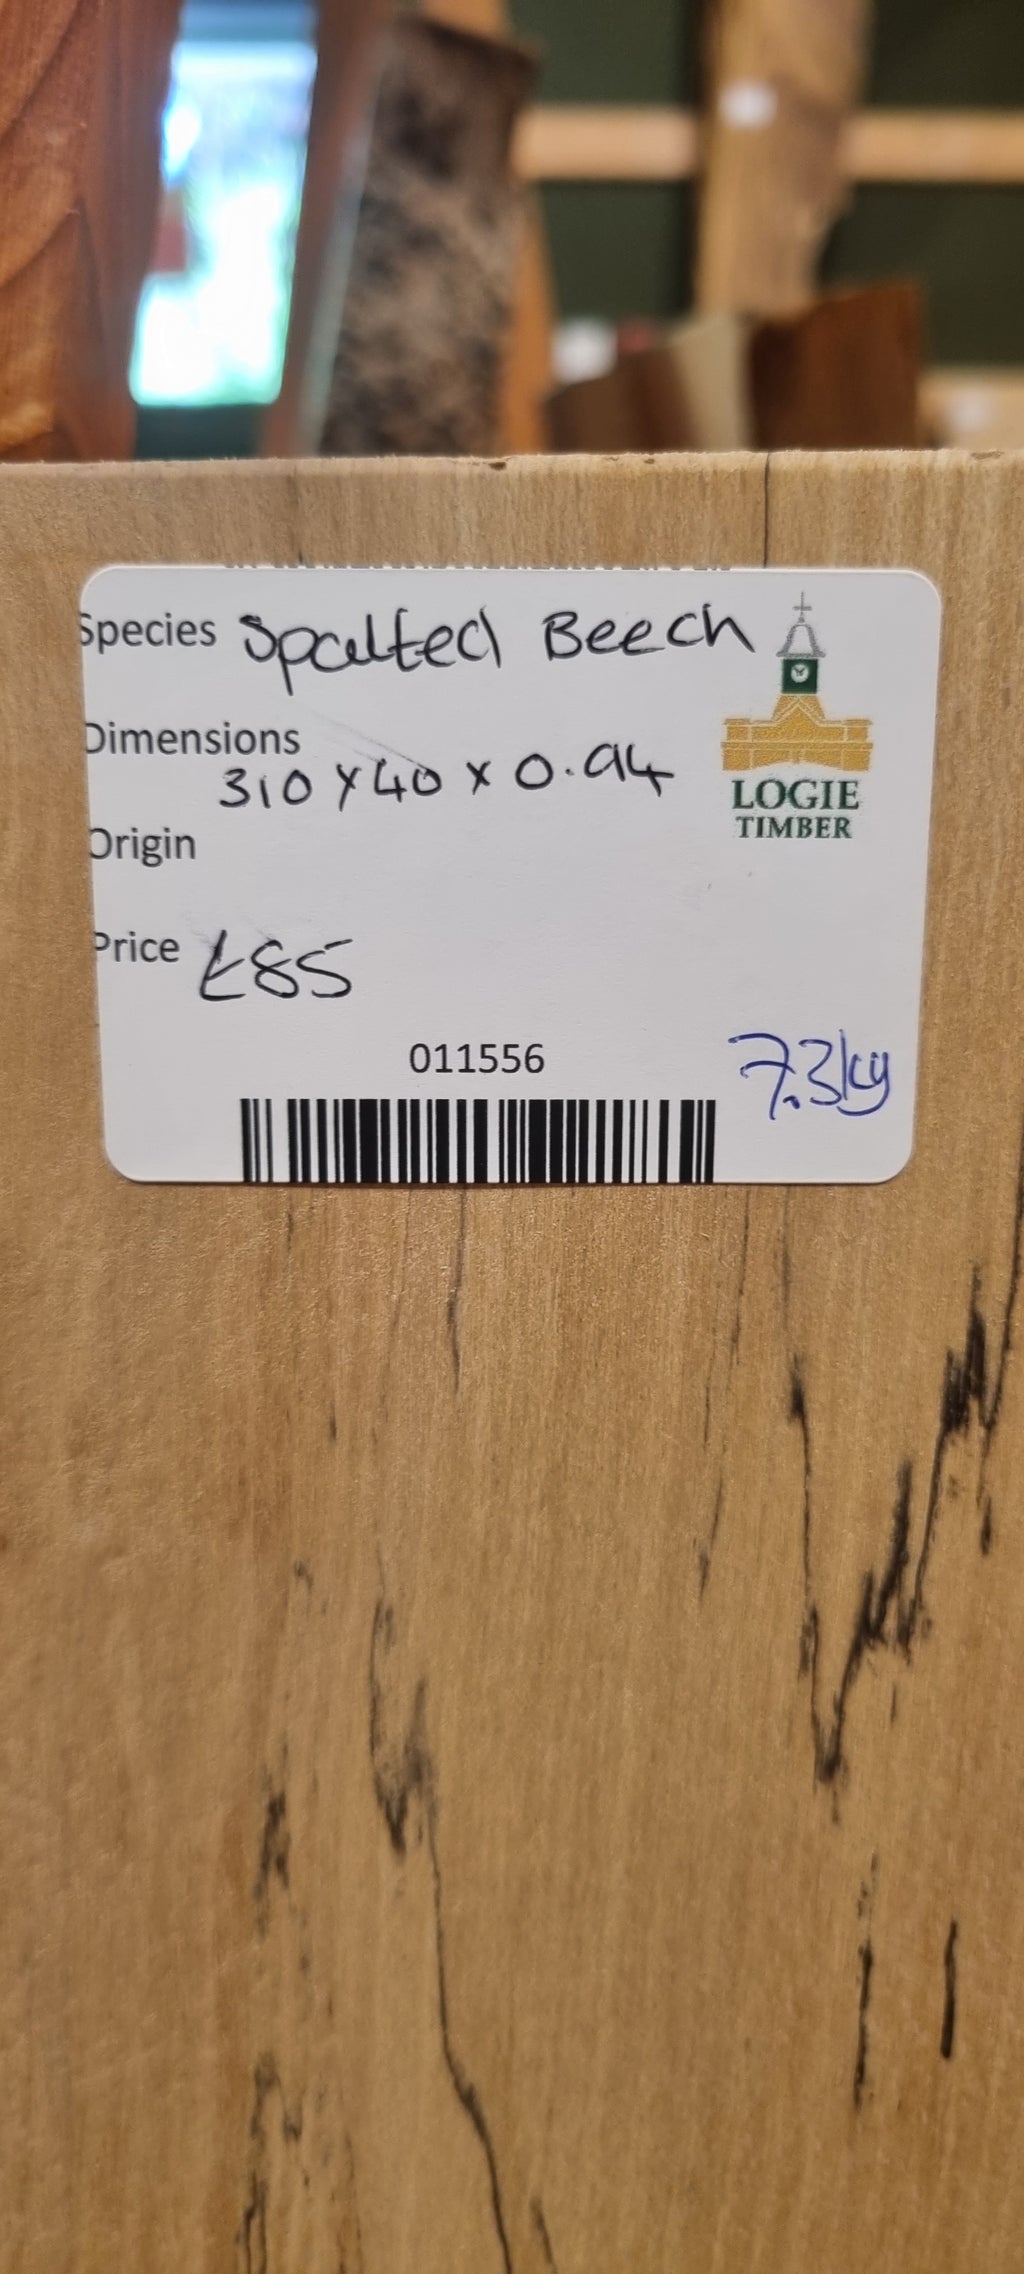 Species Spalted Beech
Dimensions
310 x 40 x 0.94
Origin
Price £85
LOGIE
TIMBER
011556
7.3kg